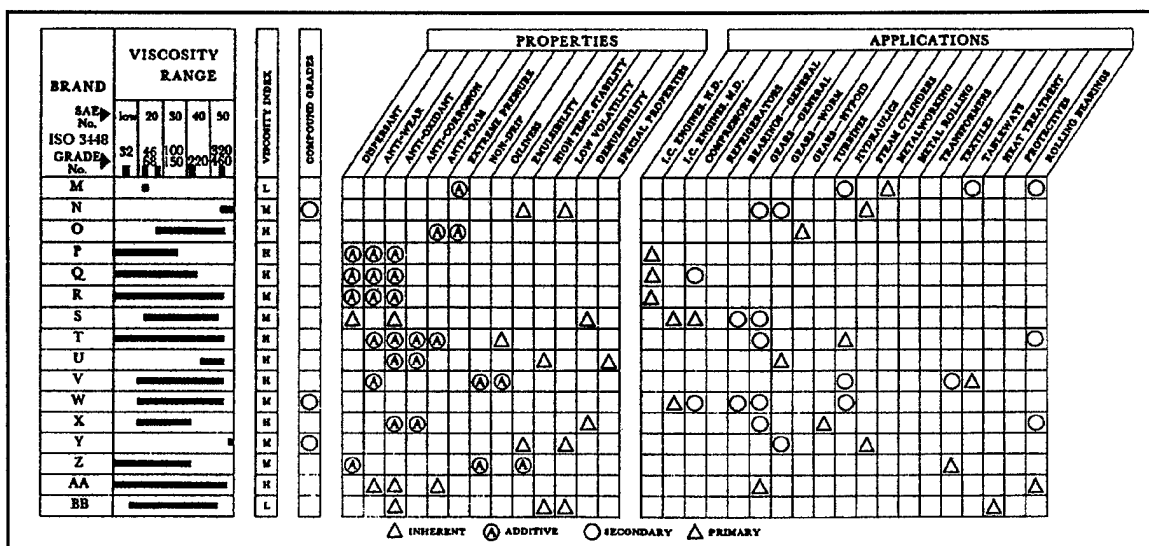 PROPERTIES
APPLICATIONS
BRAND
VISCOSITY
RANGE
SAE
No.
low 20 30 40 50
ISO 3448
GRADE
No.
32 46 68 100 150 220 320 460
VISCOSITY INDEX
COMPOUND GRADES
DISPERSANT
ANTI-WEAR
ANTI-OXIDANT
ANTI-CORROSION
ANTI-FOAM
EXTREME PRESSURE
NON-DRIP
OILINESS
EMULSIBILITY
HIGH TEMP. STABILITY
LOW VOLATILITY
DEMULSIBILITY
SPECIAL PROPERTIES
I.C. ENGINES, H.D.
I.C. ENGINES, M.D.
COMPRESSORS
REFRIGERATORS
BEARINGS-GENERAL
GEARS-GENERAL
GEARS-WORM
GEARS HYPOID
TURBINES
HYDRAULICS
STEAM CYLINDERS
METALWORKING
METAL ROLLING
TRANSFORMERS
TEXTILES
TABLEWAYS
HEAT TREATMENT
PROTECTIVES
ROLLING BEARINGS
M L A
N M
O H A A
P H A A A
Q H A A A
R M A A A
S M
T H A A A A
U H A A
V H A A A
W M
X H A A
Y M
Z M A A A
AA H
BB L
INHERENT A ADDITIVE SECONDARY PRIMARY